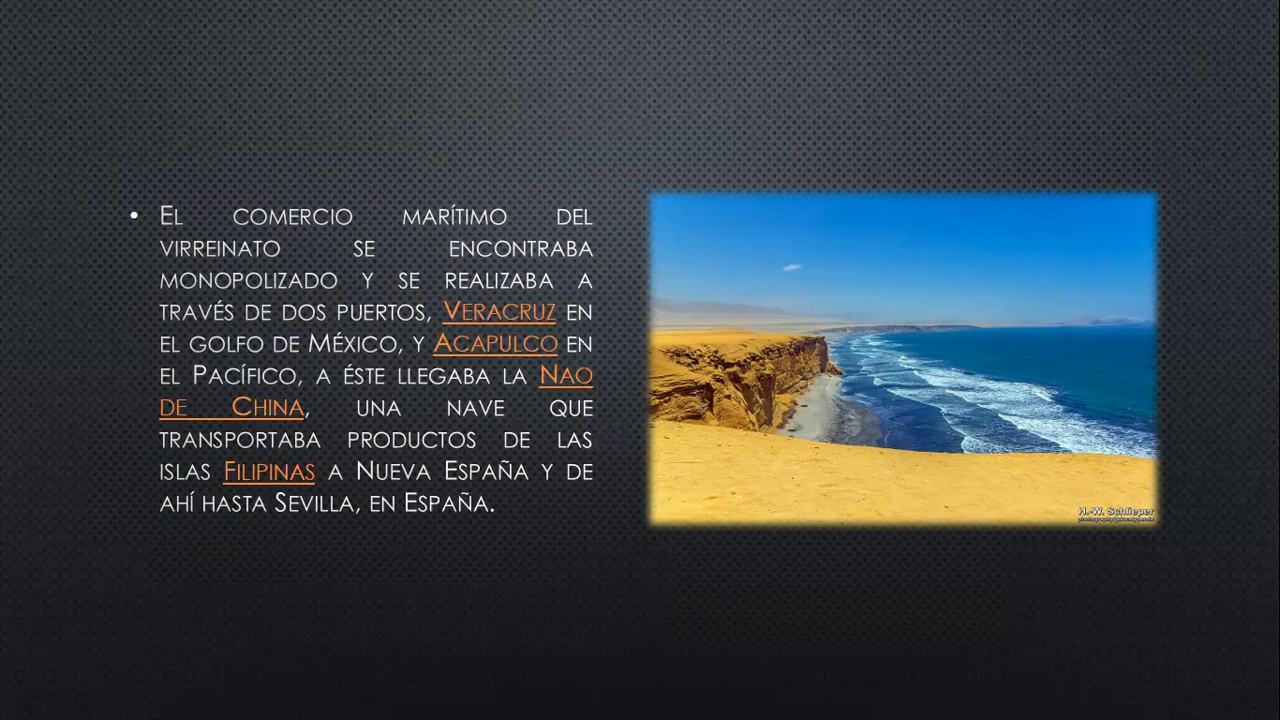 • El comercio marítimo del
virreinato se encontraba
monopolizado y se realizaba a
través de dos puertos, Veracruz en
el golfo de México, y Acapulco en
el Pacífico, a éste llegaba la Nao
de China, una nave que
transportaba productos de las
islas Filipinas a Nueva España y de
ahí hasta Sevilla, en España.
H.-W. Schlieper